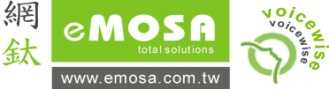 網鈦
eMOSA
total solutions
www.emosa.com.tw
voicewise
voicewise